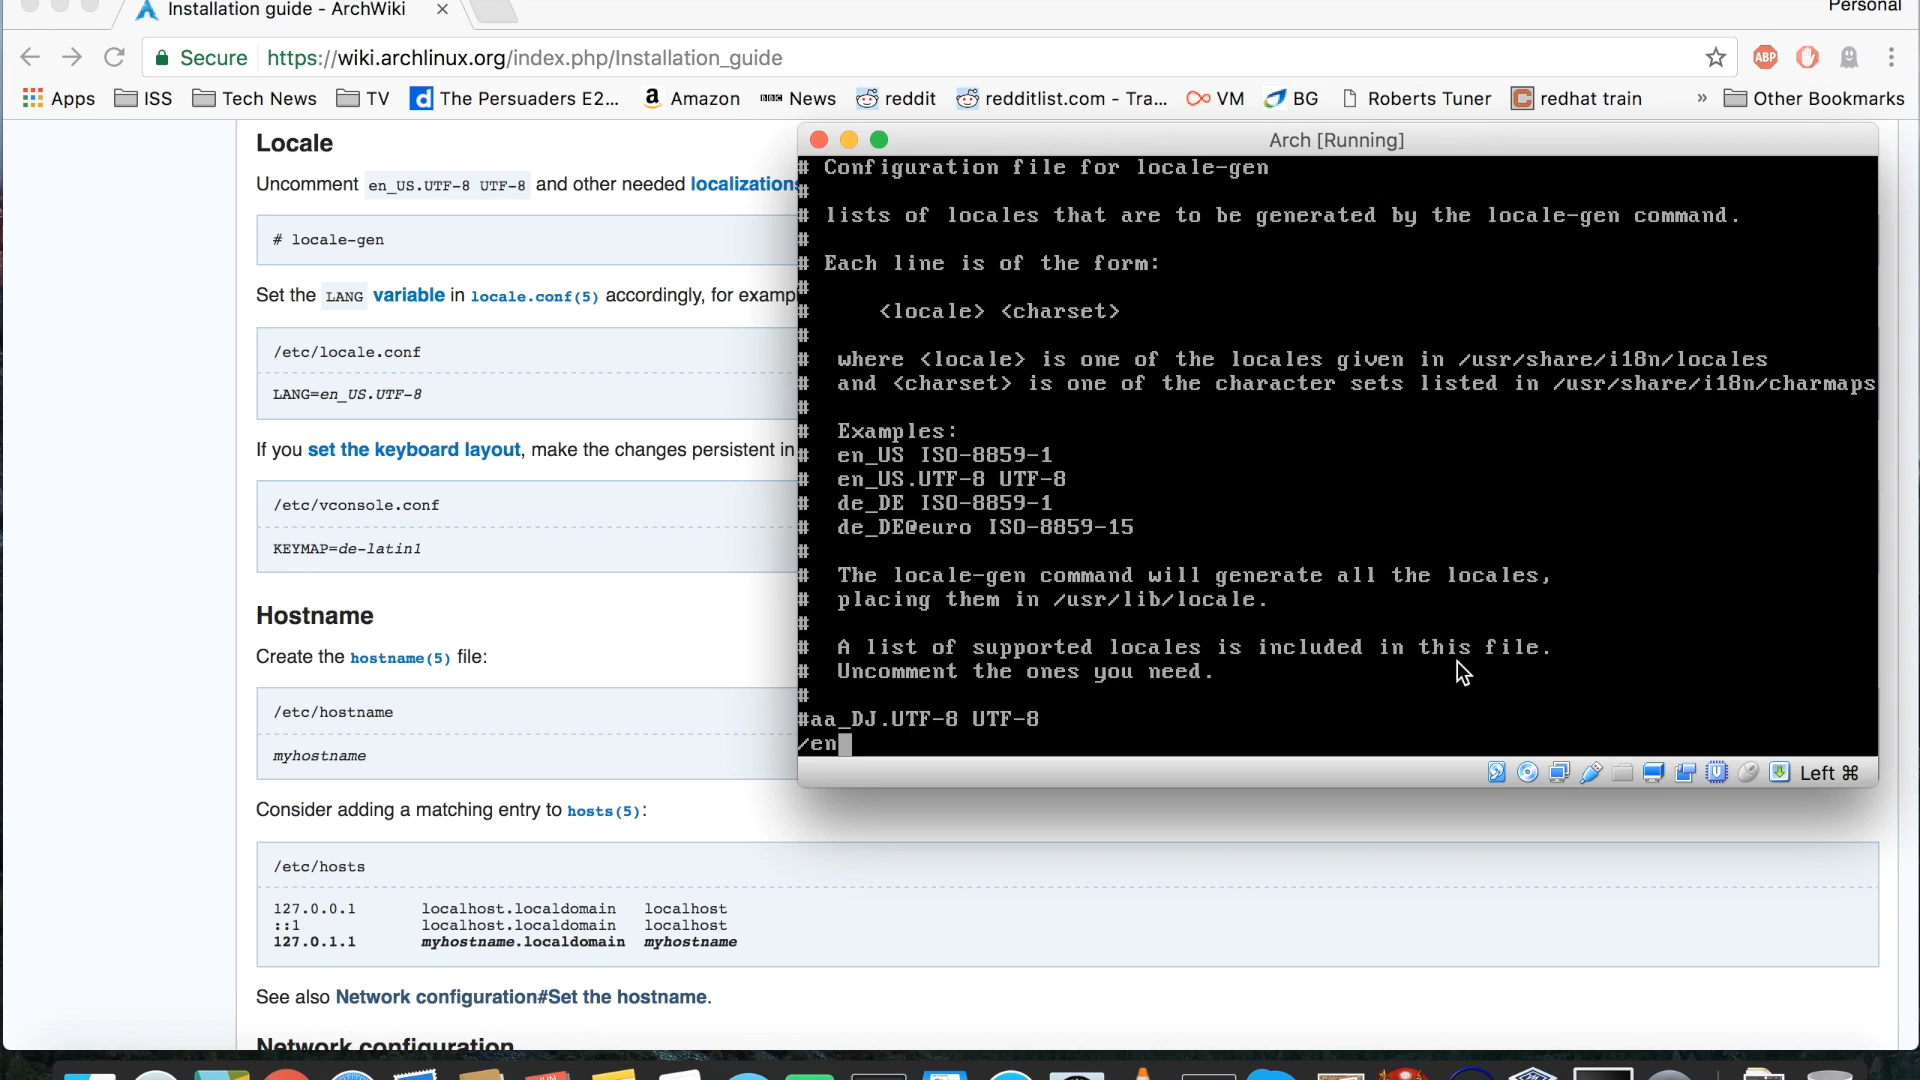 Installation guide - ArchWiki
Personal
Secure
https://wiki.archlinux.org/index.php/Installation_guide
ABP
Apps
ISS
Tech News
TV
The Persuaders E2...
Amazon
News
reddit
redditlist.com - Tra...
VM
BG
Roberts Tuner
redhat train
»
Other Bookmarks
Locale
Uncomment en_US.UTF-8 UTF-8 and other needed localizations
# locale-gen
Set the LANG variable in locale.conf(5) accordingly, for examp
/etc/locale.conf
LANG=en_US.UTF-8
If you set the keyboard layout, make the changes persistent in
/etc/vconsole.conf
KEYMAP=de-latin1
Hostname
Create the hostname(5) file:
/etc/hostname
myhostname
Consider adding a matching entry to hosts(5):
/etc/hosts
127.0.0.1 localhost.localdomain localhost
::1 localhost.localdomain localhost
127.0.1.1 myhostname.localdomain myhostname
See also Network configuration#Set the hostname.
Network configuration
Arch [Running]
# Configuration file for locale-gen
#
# lists of locales that are to be generated by the locale-gen command.
#
# Each line is of the form:
#
# <locale> <charset>
#
# where <locale> is one of the locales given in /usr/share/i18n/locales
# and <charset> is one of the character sets listed in /usr/share/i18n/charmaps
#
# Examples:
# en_US ISO-8859-1
# en_US.UTF-8 UTF-8
# de_DE ISO-8859-1
# de_DE@euro ISO-8859-15
#
# The locale-gen command will generate all the locales,
# placing them in /usr/lib/locale.
#
# A list of supported locales is included in this file.
# Uncomment the ones you need.
#
#aa_DJ.UTF-8 UTF-8
/en
Left ⌘